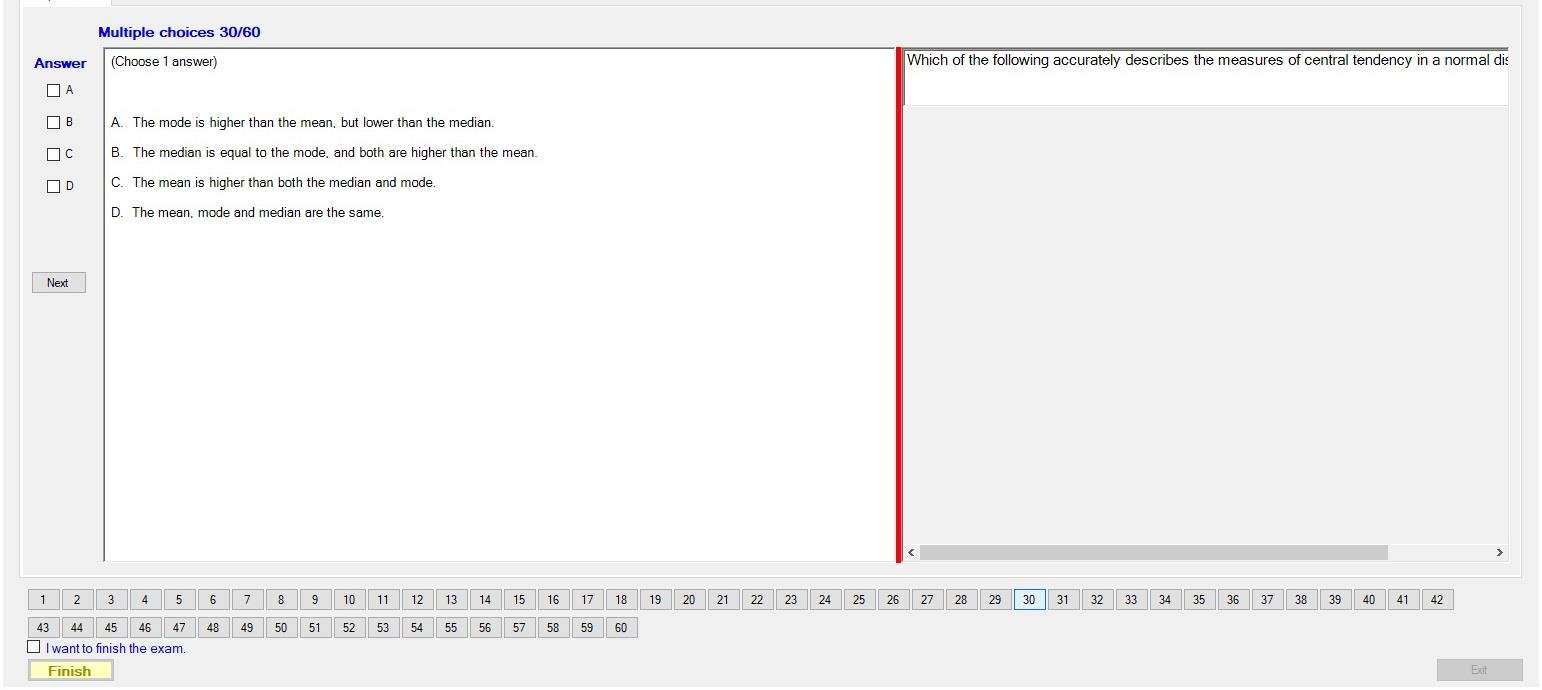 Multiple choices 30/60
Answer
A
B
C
D
Next
(Choose 1 answer)
A. The mode is higher than the mean, but lower than the median.
B. The median is equal to the mode, and both are higher than the mean.
C. The mean is higher than both the median and mode.
D. The mean, mode and median are the same.
Which of the following accurately describes the measures of central tendency in a normal
1 2 3 4 5 6 7 8 9 10 11 12 13 14 15 16 17 18 19 20 21 22 23 24 25 26 27 28 29 30 31 32 33 34 35 36 37 38 39 40 41 42
43 44 45 46 47 48 49 50 51 52 53 54 55 56 57 58 59 60
I want to finish the exam.
Finish
Exit